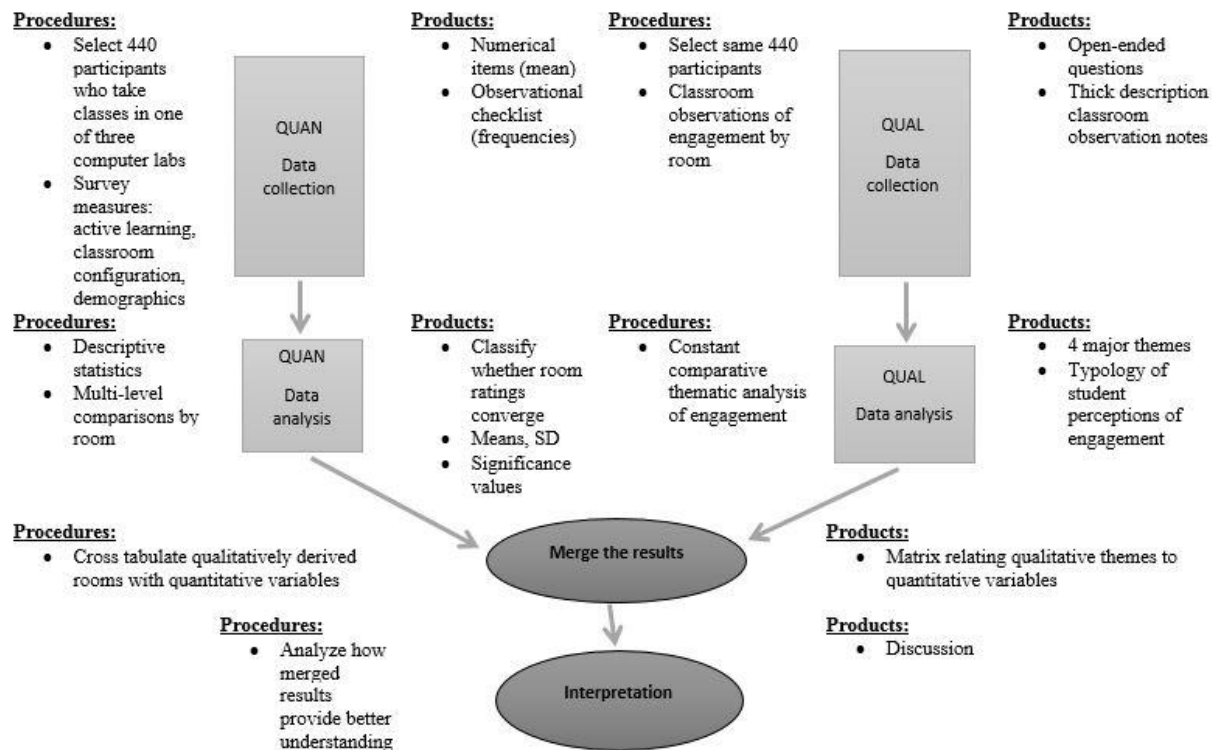 Procedures:
• Select 440
participants
who take
classes in one
of three
computer labs
• Survey
measures:
active learning,
classroom
configuration,
demographics
QUAN
Data
collection
Products:
• Numerical
items (mean)
• Observational
checklist
(frequencies)
Procedures:
• Select same 440
participants
• Classroom
observations of
engagement by
room
QUAL
Data
collection
Products:
• Open-ended
questions
• Thick description
classroom
observation notes
Procedures:
• Descriptive
statistics
• Multi-level
comparisons by
room
QUAN
Data
analysis
Products:
• Classify
whether room
ratings
converge
• Means, SD
• Significance
values
Procedures:
• Constant
comparative
thematic analysis
of engagement
QUAL
Data analysis
Products:
• 4 major themes
• Typology of
student
perceptions of
engagement
Procedures:
• Cross tabulate qualitatively derived
rooms with quantitative variables
Merge the results
Products:
• Matrix relating qualitative themes to
quantitative variables
Procedures:
• Analyze how
merged
results
provide better
understanding
Interpretation
Products:
• Discussion